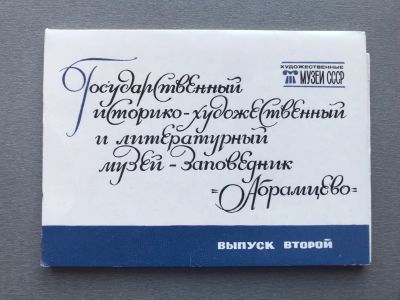 ХУДОЖЕСТВЕННЫЕ
МУЗЕИ СССР
Государственный
историко-художественный
и литературный
музей-заповедник
=Абрамцево=
ВЫПУСК ВТОРОЙ